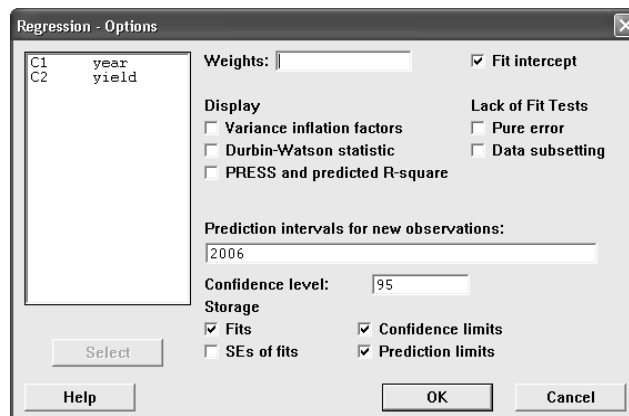 Regression - Options
C1 year
C2 yield
Weights:
Fit intercept
Display
Lack of Fit Tests
Variance inflation factors
Pure error
Durbin-Watson statistic
Data subsetting
PRESS and predicted R-square
Prediction intervals for new observations:
2006
Confidence level: 95
Storage
Fits
Confidence limits
SEs of fits
Prediction limits
Select
Help
OK
Cancel